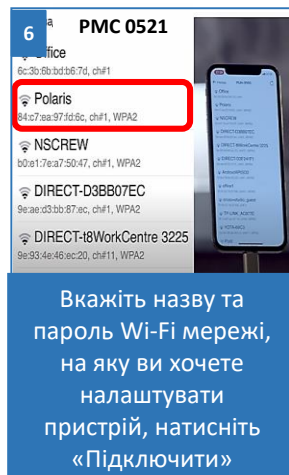 6
PMC 0521
ffice
6c:3b:6b:bd:b6:7d, ch#1
Polaris
84:c7:ea:97:fd:6c, ch#1, WPA2
NSCREW
b0:e1:7e:a7:50:47, ch#1, WPA2
DIRECT-D3BB07EC
9e:ae:d3:bb:87:ec, ch#1, WPA2
DIRECT-t8WorkCentre 3225
9e:93:4e:46:ec:20, ch#11, WPA2
Вкажіть назву та
пароль Wi-Fi мережі,
на яку ви хочете
налаштувати
пристрій, натисніть
«Підключити»